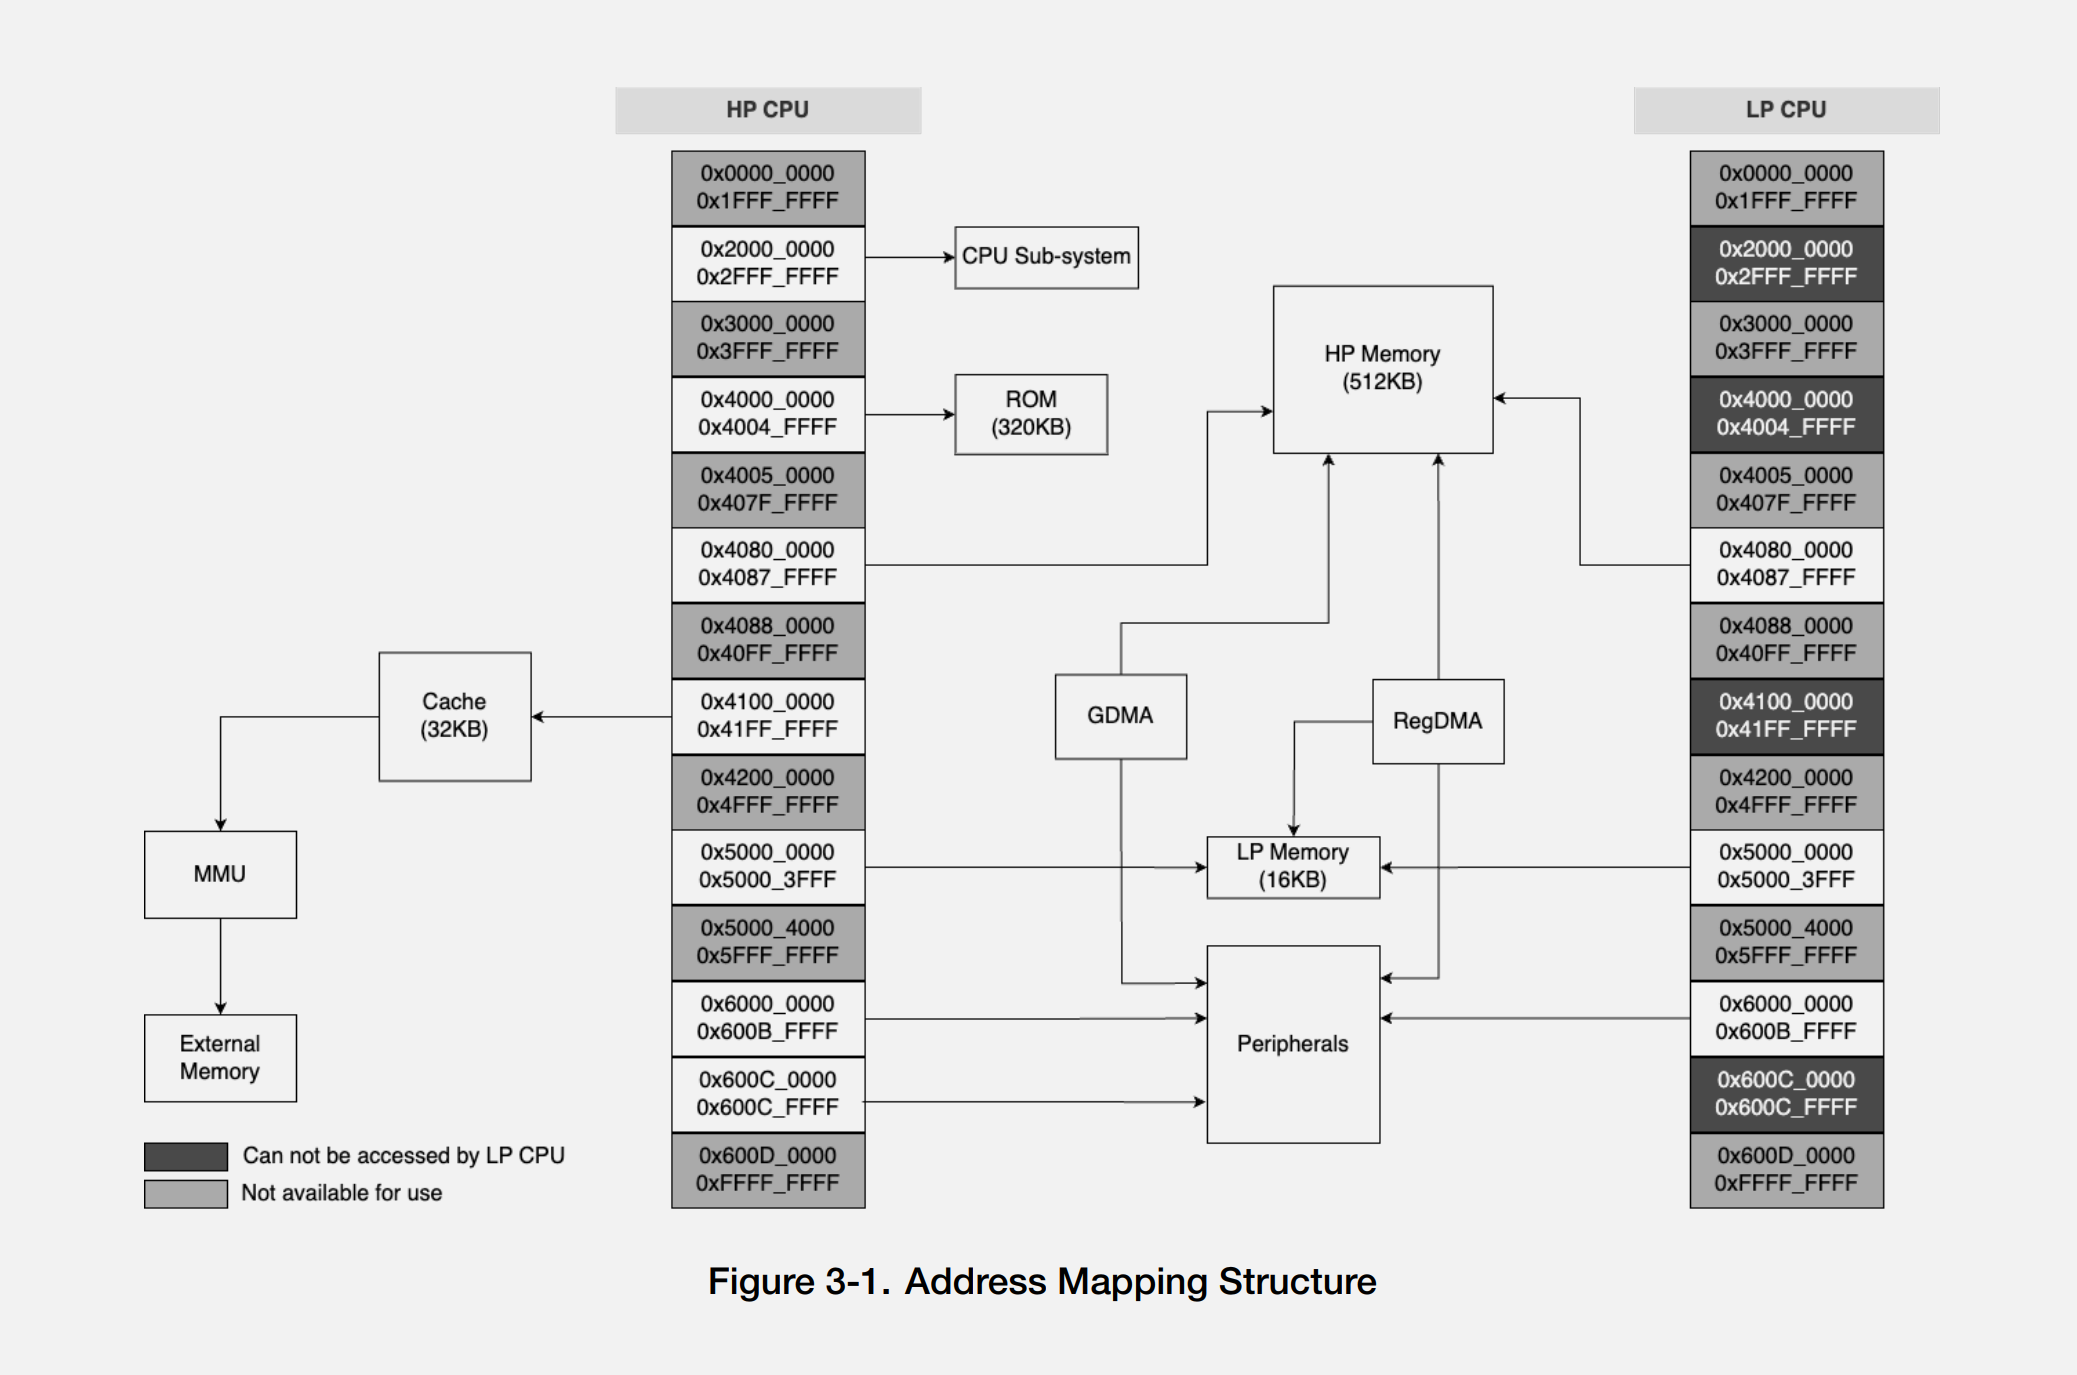 HP CPU
0x0000_0000
0x1FFF_FFFF
0x2000_0000
0x2FFF_FFFF
0x3000_0000
0x3FFF_FFFF
0x4000_0000
0x4004_FFFF
0x4005_0000
0x407F_FFFF
0x4080_0000
0x4087_FFFF
0x4088_0000
0x40FF_FFFF
0x4100_0000
0x41FF_FFFF
0x4200_0000
0x4FFF_FFFF
0x5000_0000
0x5000_3FFF
0x5000_4000
0x5FFF_FFFF
0x6000_0000
0x600B_FFFF
0x600C_0000
0x600C_FFFF
0x600D_0000
0xFFFF_FFFF
CPU Sub-system
ROM
(320KB)
HP Memory
(512KB)
Cache
(32KB)
MMU
External
Memory
GDMA
RegDMA
LP Memory
(16KB)
Peripherals
LP CPU
0x0000_0000
0x1FFF_FFFF
0x2000_0000
0x2FFF_FFFF
0x3000_0000
0x3FFF_FFFF
0x4000_0000
0x4004_FFFF
0x4005_0000
0x407F_FFFF
0x4080_0000
0x4087_FFFF
0x4088_0000
0x40FF_FFFF
0x4100_0000
0x41FF_FFFF
0x4200_0000
0x4FFF_FFFF
0x5000_0000
0x5000_3FFF
0x5000_4000
0x5FFF_FFFF
0x6000_0000
0x600B_FFFF
0x600C_0000
0x600C_FFFF
0x600D_0000
0xFFFF_FFFF
Can not be accessed by LP CPU
Not available for use
Figure 3-1. Address Mapping Structure